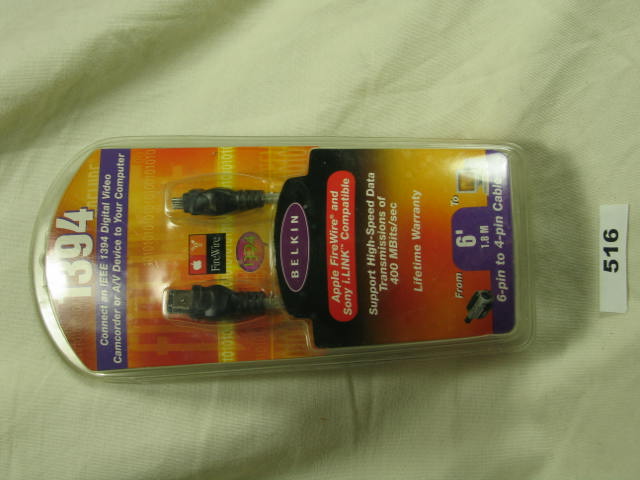 1394
Connect an IEEE 1394 Digital Video
Camcorder or A/V Device to Your Computer
FireWire
1394
BELKIN
Apple FireWire® and
Sony i.LINK™ Compatible
Support High-Speed Data
Transmissions of
400 MBits/sec
Lifetime Warranty
From
6'
1.8 M
To
6-pin to 4-pin Cable
516